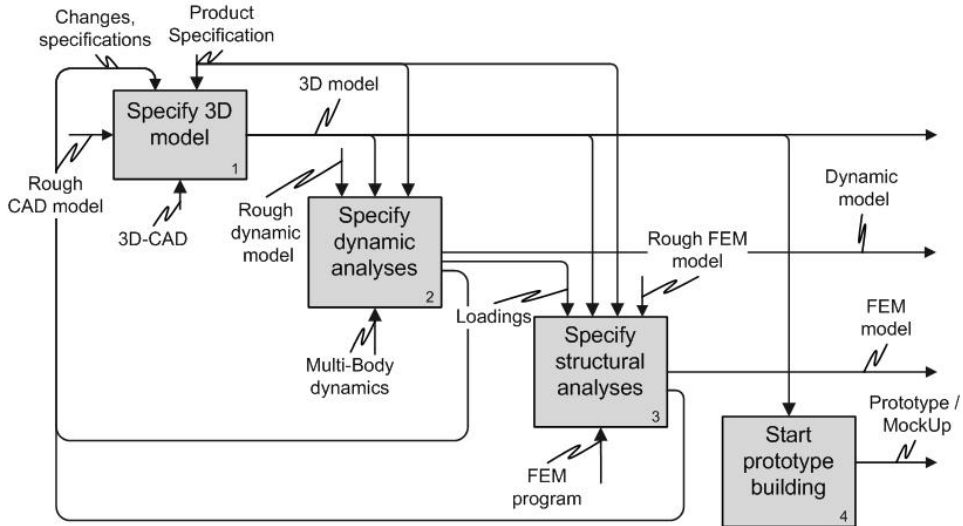 Changes,
specifications
Product
Specification
3D model
Specify 3D
model
1
Rough
CAD model
3D-CAD
Rough
dynamic
model
Specify
dynamic
analyses
2
Dynamic
model
Rough FEM
model
Loadings
Multi-Body
dynamics
Specify
structural
analyses
3
FEM
model
FEM
program
Prototype /
MockUp
Start
prototype
building
4